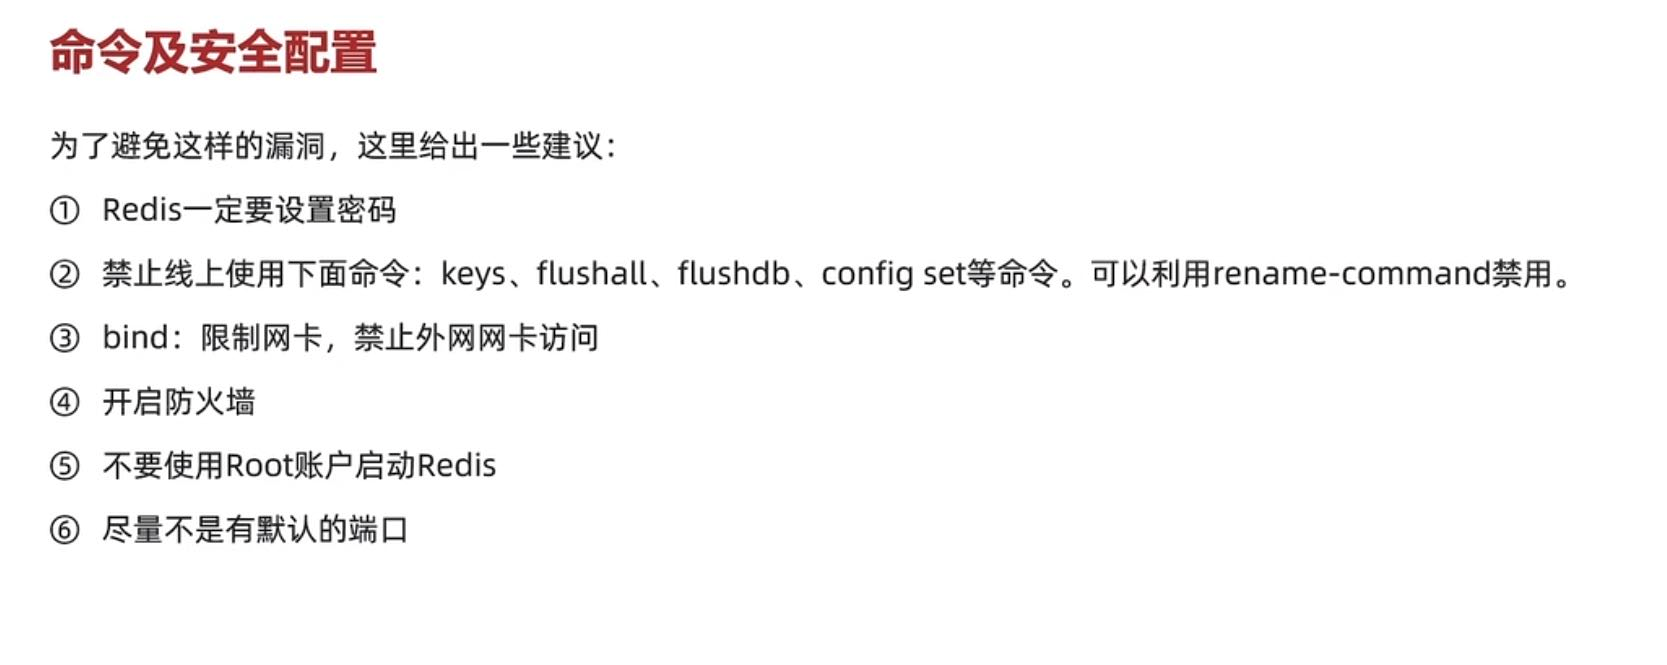 命令及安全配置
为了避免这样的漏洞，这里给出一些建议：
① Redis一定要设置密码
② 禁止线上使用下面命令：keys、flushall、flushdb、config set等命令。可以利用rename-command禁用。
③ bind：限制网卡，禁止外网网卡访问
④ 开启防火墙
⑤ 不要使用Root账户启动Redis
⑥ 尽量不是有默认的端口